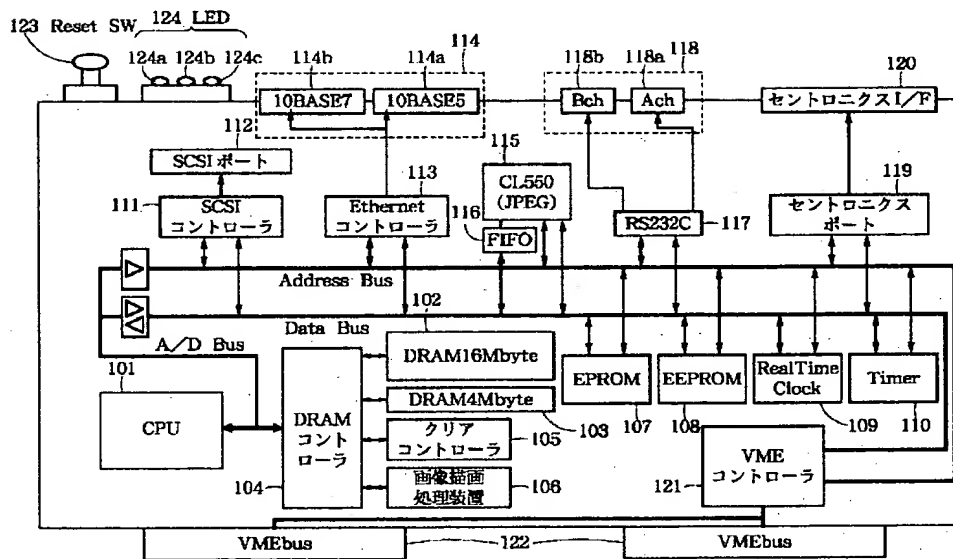 123 Reset SW
124 LED
124a 124b 124c
114
114b 114a
10BASE7 10BASE5
118
118b 118a
Bch Ach
120
セントロニクス I/F
112
SCSI ポート
111
SCSI
コントローラ
113
Ethernet
コントローラ
115
CL550
(JPEG)
116
FIFO
RS232C
117
119
セントロニクス
ポート
Address Bus
Data Bus
A/D Bus
101
CPU
102
DRAM16Mbyte
DRAM4Mbyte
103
104
DRAM
コント
ローラ
クリア
コントローラ
105
画像描画
処理装置
106
EPROM
107
EEPROM
108
RealTime
Clock
109
Timer
110
121
VME
コントローラ
VMEbus
122
VMEbus